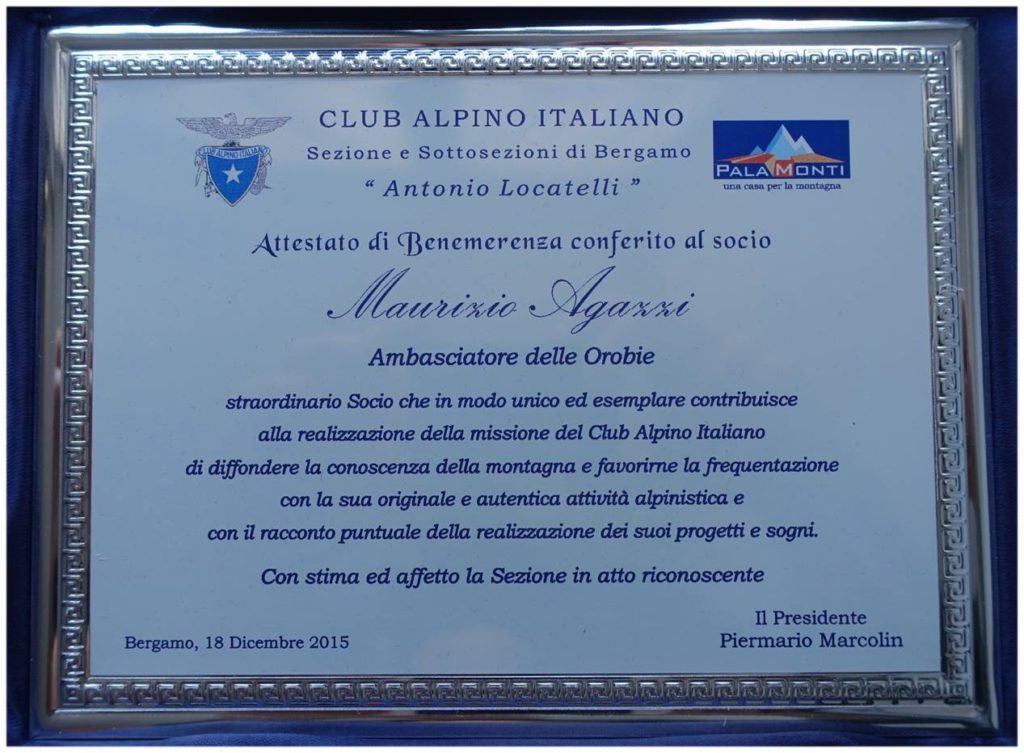 CLUB ALPINO ITALIANO
Sezione e Sottosezioni di Bergamo
“ Antonio Locatelli ”
CLUB ALPINO ITALIANO
PALAMONTI
una casa per la montagna
Attestato di Benemerenza conferito al socio
Maurizio Agazzi
Ambasciatore delle Orobie
straordinario Socio che in modo unico ed esemplare contribuisce
alla realizzazione della missione del Club Alpino Italiano
di diffondere la conoscenza della montagna e favorirne la frequentazione
con la sua originale e autentica attività alpinistica e
con il racconto puntuale della realizzazione dei suoi progetti e sogni.
Con stima ed affetto la Sezione in atto riconoscente
Il Presidente
Bergamo, 18 Dicembre 2015
Piermario Marcolin